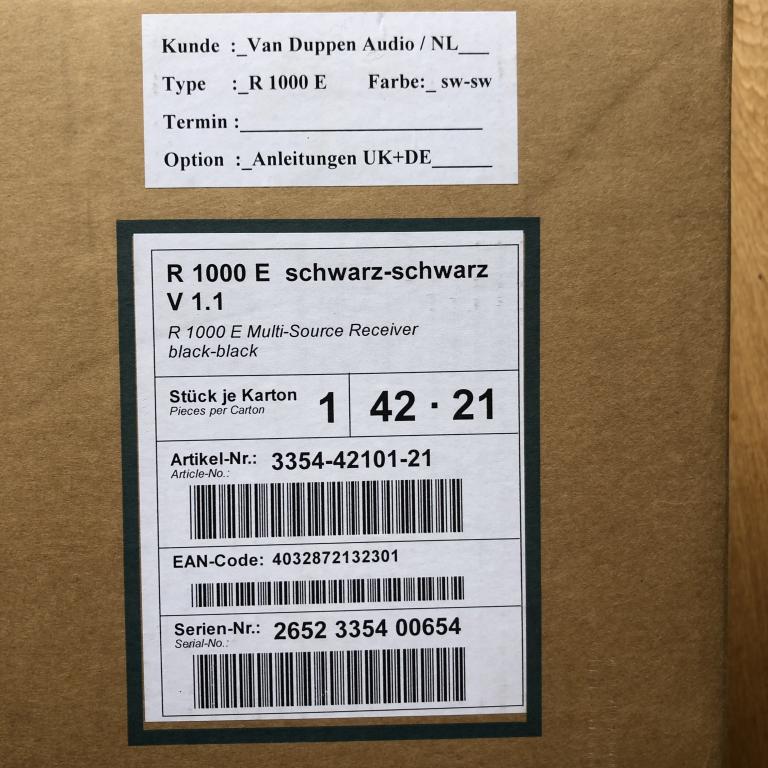 Kunde :_Van Duppen Audio / NL___
Type :_R 1000 E Farbe:_ sw-sw
Termin :_________________________
Option :_Anleitungen UK+DE______
R 1000 E schwarz-schwarz
V 1.1
R 1000 E Multi-Source Receiver
black-black
Stück je Karton 1 42 · 21
Pieces per Carton
Artikel-Nr.: 3354-42101-21
Article-No.:
EAN-Code: 4032872132301
Serien-Nr.: 2652 3354 00654
Serial-No.: